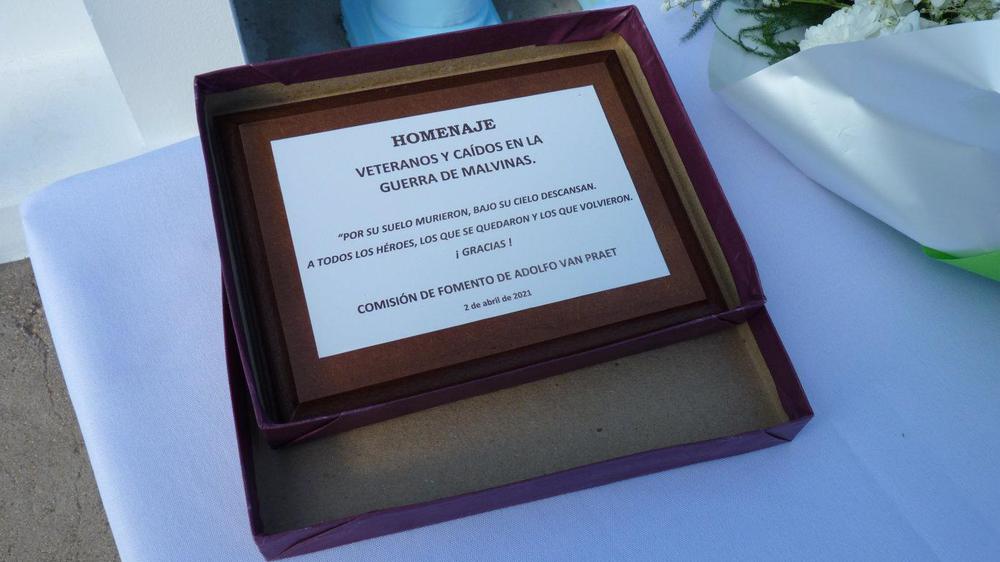 HOMENAJE
VETERANOS Y CAÍDOS EN LA
GUERRA DE MALVINAS.
“POR SU SUELO MURIERON, BAJO SU CIELO DESCANSAN.
A TODOS LOS HÉROES, LOS QUE SE QUEDARON Y LOS QUE VOLVIERON.
¡ GRACIAS !
COMISIÓN DE FOMENTO DE ADOLFO VAN PRAET
2 de abril de 2021